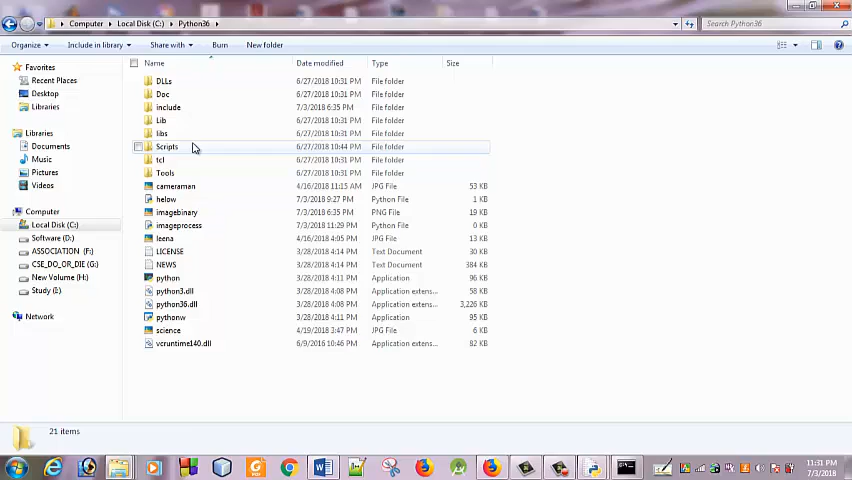 Computer ▸ Local Disk (C:) ▸ Python36 ▸
Search Python36
Organize ▾ Include in library ▾ Share with ▾ Burn New folder
Name Date modified Type Size
Favorites
Recent Places
Desktop
Libraries
Libraries
Documents
Music
Pictures
Videos
Computer
Local Disk (C:)
Software (D:)
ASSOCIATION (F:)
CSE_DO_OR_DIE (G:)
New Volume (H:)
Study (I:)
Network
DLLs 6/27/2018 10:31 PM File folder
Doc 6/27/2018 10:31 PM File folder
include 7/3/2018 6:35 PM File folder
Lib 6/27/2018 10:31 PM File folder
libs 6/27/2018 10:31 PM File folder
Scripts 6/27/2018 10:44 PM File folder
tcl 6/27/2018 10:31 PM File folder
Tools 6/27/2018 10:31 PM File folder
cameraman 4/16/2018 11:15 AM JPG File 53 KB
helow 7/3/2018 9:27 PM Python File 1 KB
imagebinary 7/3/2018 6:35 PM PNG File 19 KB
imageprocess 7/3/2018 11:29 PM Python File 0 KB
leena 4/16/2018 4:05 PM JPG File 13 KB
LICENSE 3/28/2018 4:14 PM Text Document 30 KB
NEWS 3/28/2018 4:14 PM Text Document 384 KB
python 3/28/2018 4:11 PM Application 96 KB
python3.dll 3/28/2018 4:08 PM Application extens... 58 KB
python36.dll 3/28/2018 4:08 PM Application extens... 3,226 KB
pythonw 3/28/2018 4:11 PM Application 95 KB
science 4/19/2018 3:47 PM JPG File 6 KB
vcruntime140.dll 6/9/2016 10:46 PM Application extens... 82 KB
21 items
11:31 PM
7/3/2018